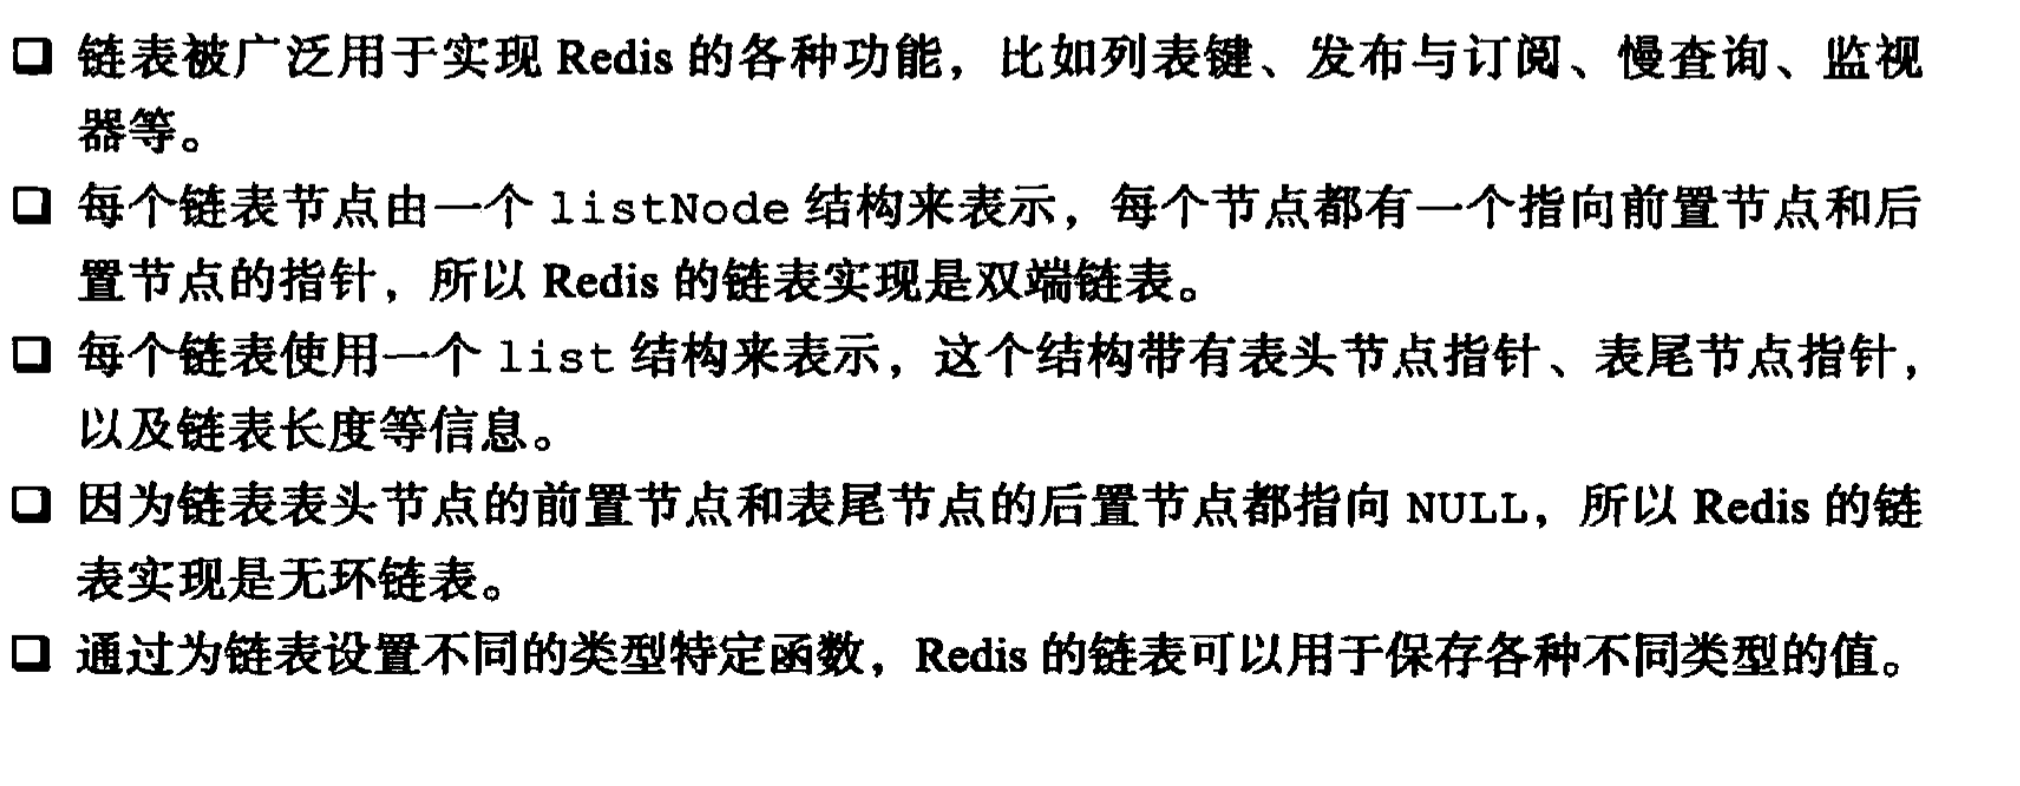 ❑ 链表被广泛用于实现 Redis 的各种功能，比如列表键、发布与订阅、慢查询、监视
器等。
❑ 每个链表节点由一个 listNode 结构来表示，每个节点都有一个指向前置节点和后
置节点的指针，所以 Redis 的链表实现是双端链表。
❑ 每个链表使用一个 list 结构来表示，这个结构带有表头节点指针、表尾节点指针，
以及链表长度等信息。
❑ 因为链表表头节点的前置节点和表尾节点的后置节点都指向 NULL，所以 Redis 的链
表实现是无环链表。
❑ 通过为链表设置不同的类型特定函数，Redis 的链表可以用于保存各种不同类型的值。